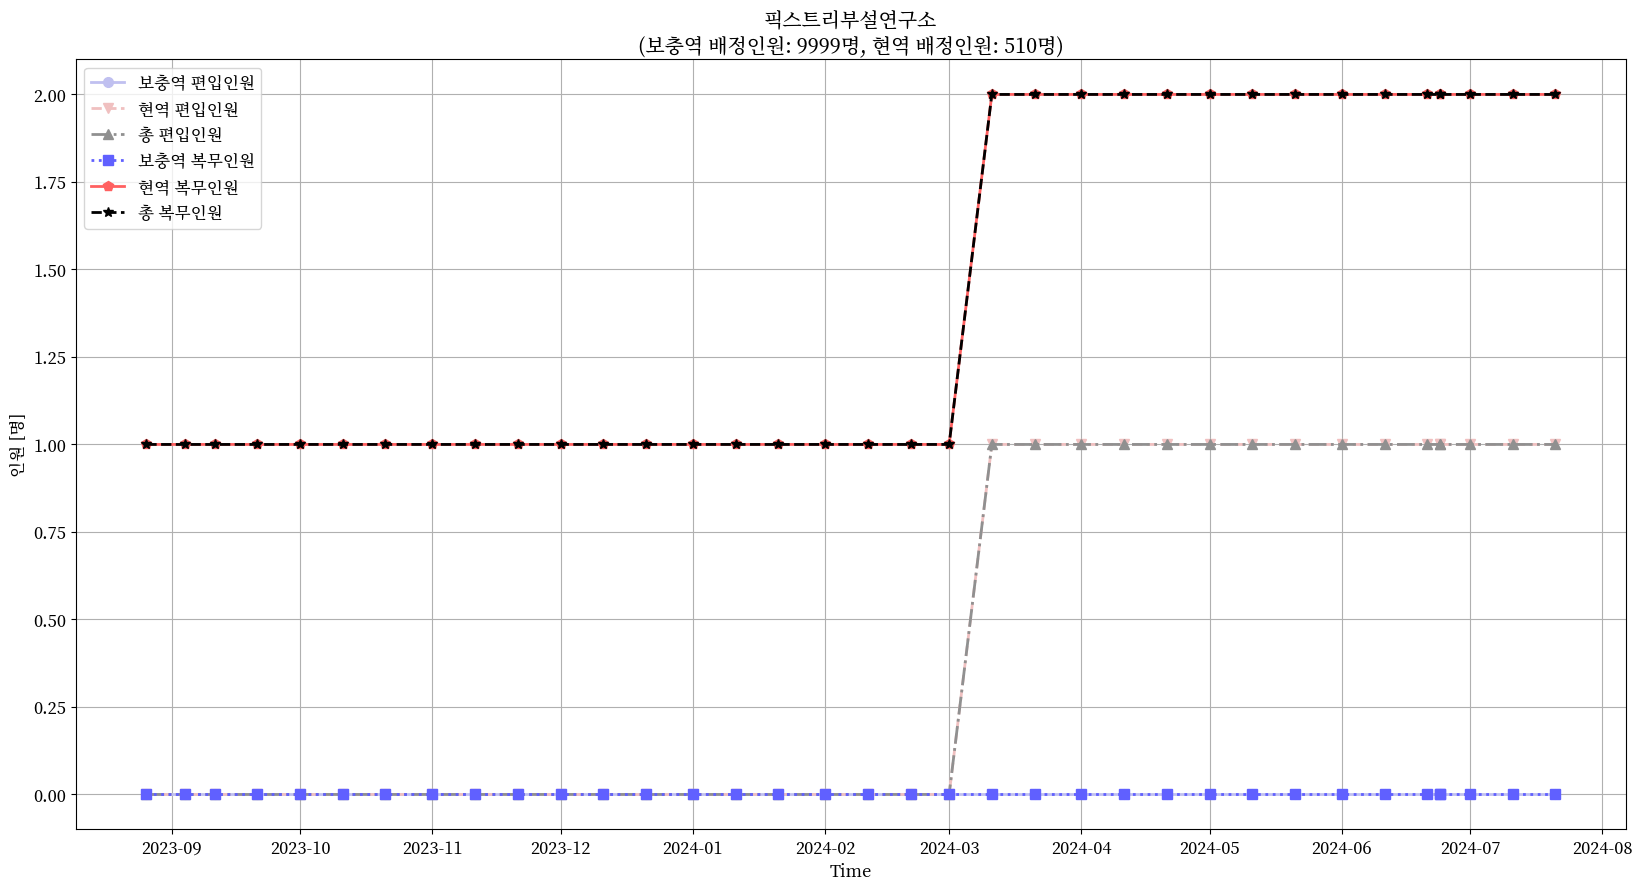 픽스트리부설연구소
(보충역 배정인원: 9999명, 현역 배정인원: 510명)
보충역 편입인원
현역 편입인원
총 편입인원
보충역 복무인원
현역 복무인원
총 복무인원
인원 [명]
2.00
1.75
1.50
1.25
1.00
0.75
0.50
0.25
0.00
2023-09
2023-10
2023-11
2023-12
2024-01
2024-02
2024-03
2024-04
2024-05
2024-06
2024-07
2024-08
Time